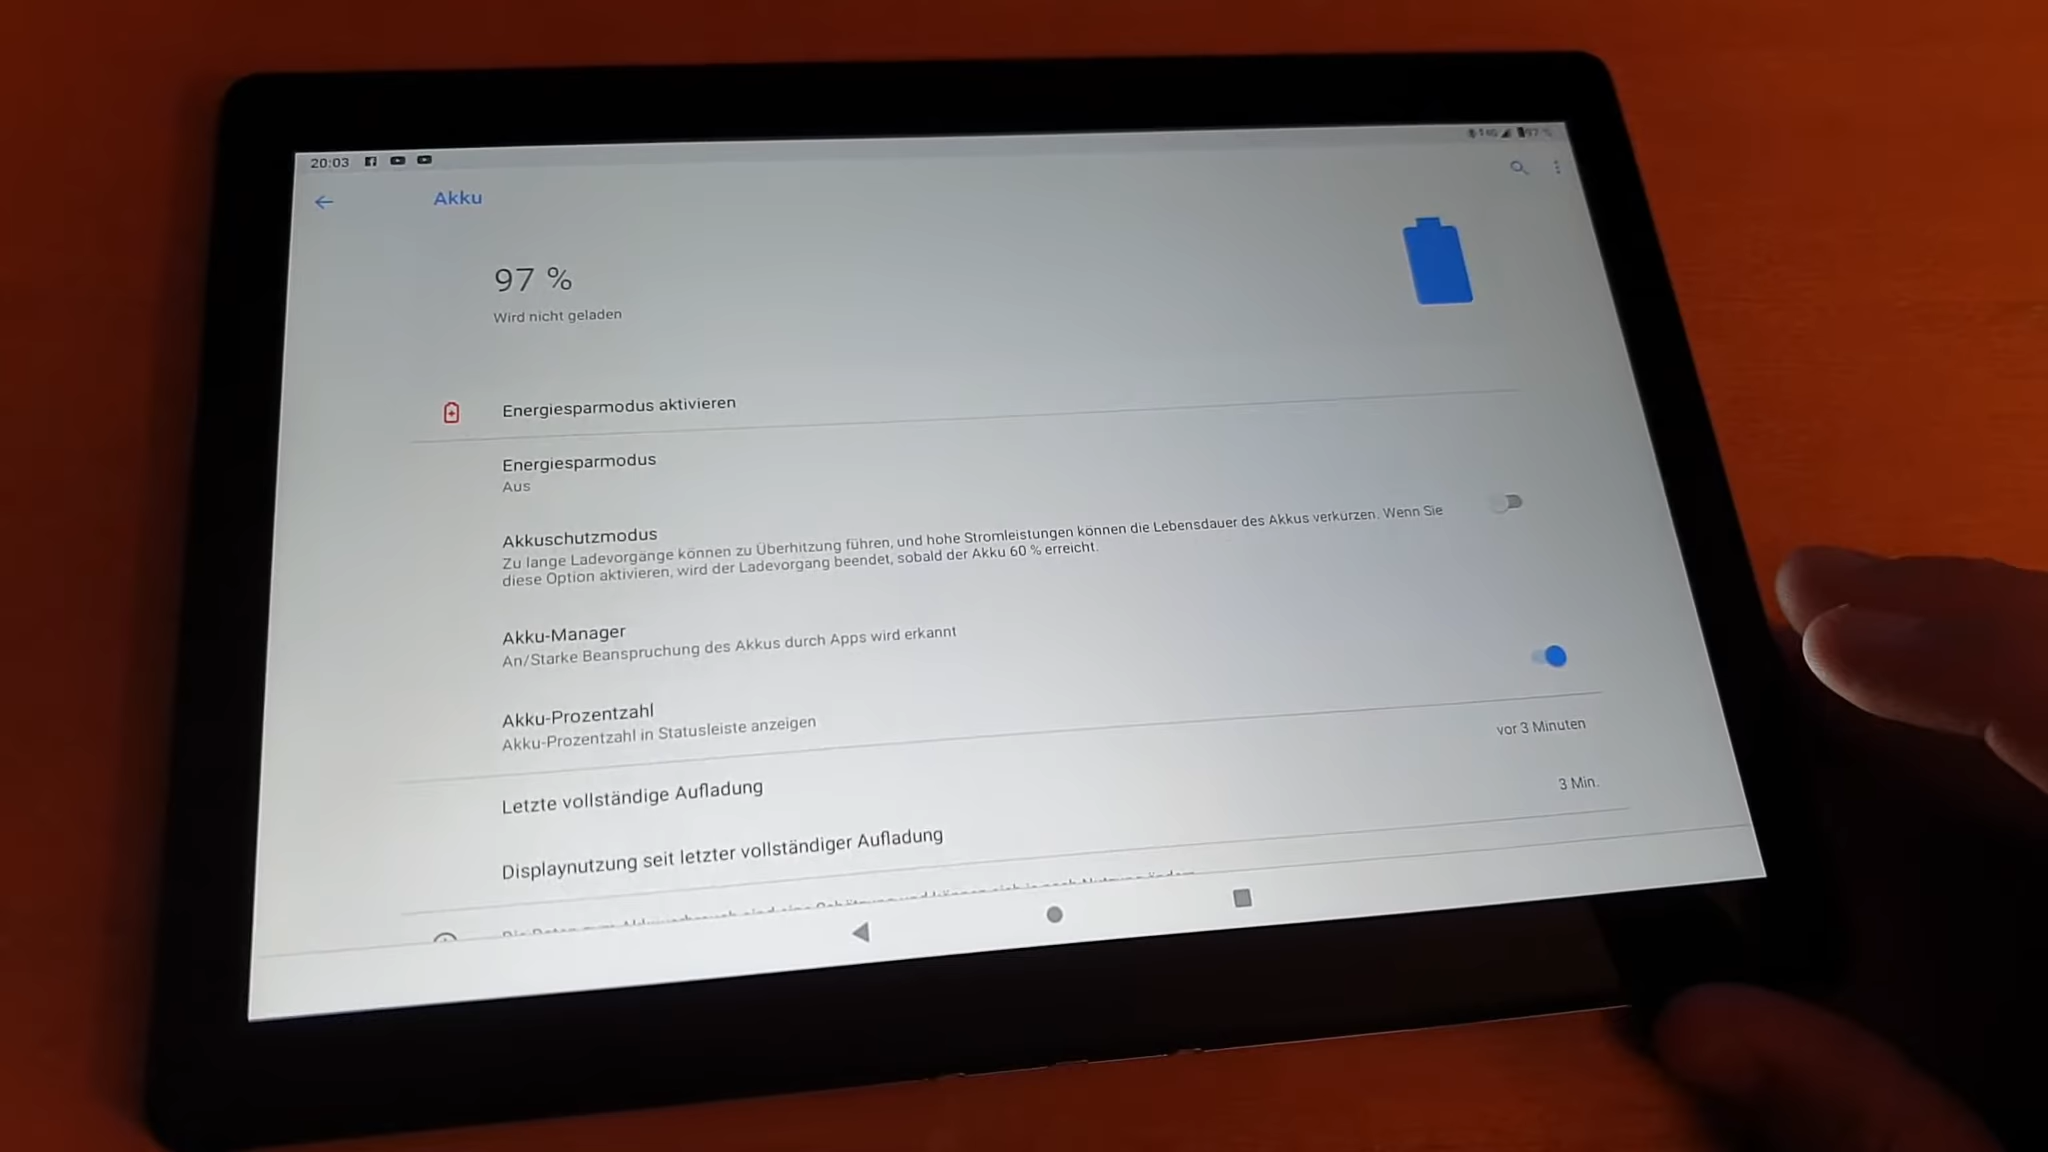 20:03
4G 97 %
Akku
97 %
Wird nicht geladen
Energiesparmodus aktivieren
Energiesparmodus
Aus
Akkuschutzmodus
Zu lange Ladevorgänge können zu Überhitzung führen, und hohe Stromleistungen können die Lebensdauer des Akkus verkürzen. Wenn Sie
diese Option aktivieren, wird der Ladevorgang beendet, sobald der Akku 60 % erreicht.
Akku-Manager
An/Starke Beanspruchung des Akkus durch Apps wird erkannt
Akku-Prozentzahl
Akku-Prozentzahl in Statusleiste anzeigen
Letzte vollständige Aufladung
vor 3 Minuten
Displaynutzung seit letzter vollständiger Aufladung
3 Min.